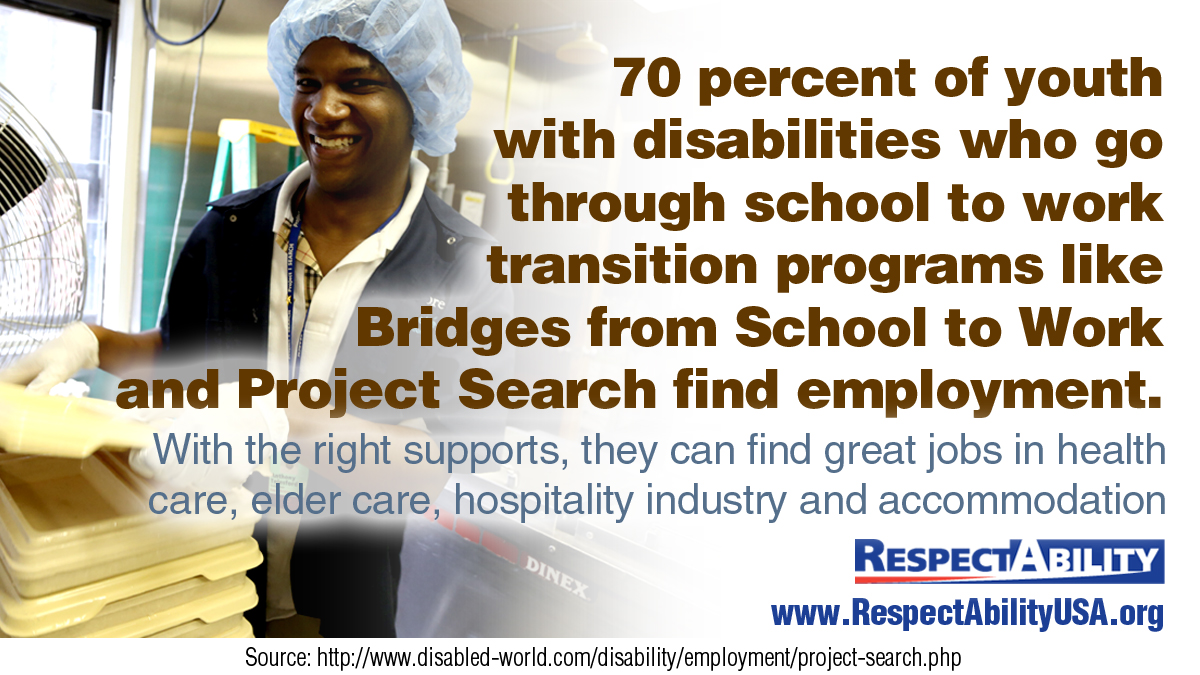 70 percent of youth
with disabilities who go
through school to work
transition programs like
Bridges from School to Work
and Project Search find employment.
With the right supports, they can find great jobs in health
care, elder care, hospitality industry and accommodation
RESPECTABILITY
www.RespectAbilityUSA.org
Source: http://www.disabled-world.com/disability/employment/project-search.php
DINEX
SEARCH